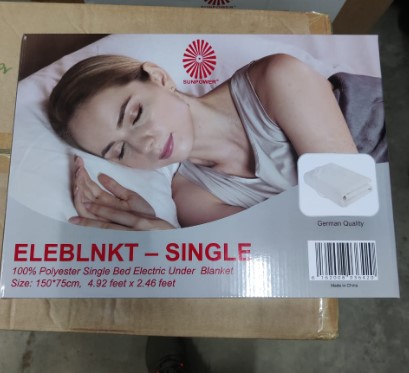 SUNPOWER
German Quality
ELEBLNKT – SINGLE
100% Polyester Single Bed Electric Under Blanket
Size: 150*75cm, 4.92 feet x 2.46 feet
Made in China